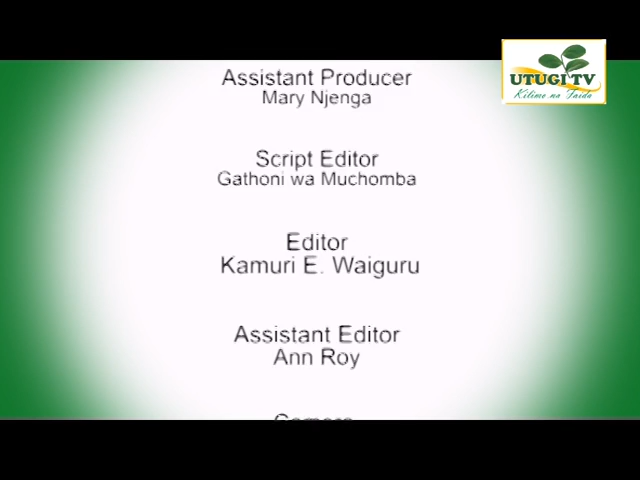 UTUGI TV
Kilimo na Faida
Assistant Producer
Mary Njenga
Script Editor
Gathoni wa Muchomba
Editor
Kamuri E. Waiguru
Assistant Editor
Ann Roy